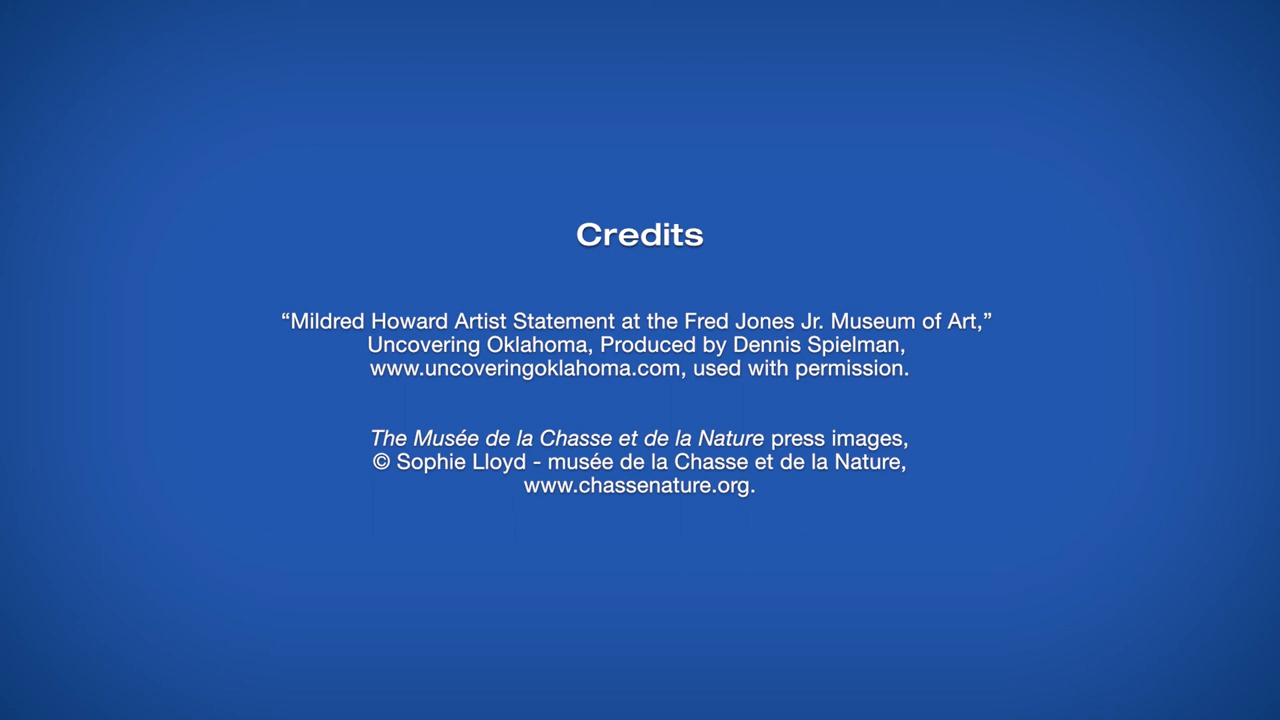 Credits
“Mildred Howard Artist Statement at the Fred Jones Jr. Museum of Art,”
Uncovering Oklahoma, Produced by Dennis Spielman,
www.uncoveringoklahoma.com, used with permission.
The Musée de la Chasse et de la Nature press images,
© Sophie Lloyd - musée de la Chasse et de la Nature,
www.chassenature.org.